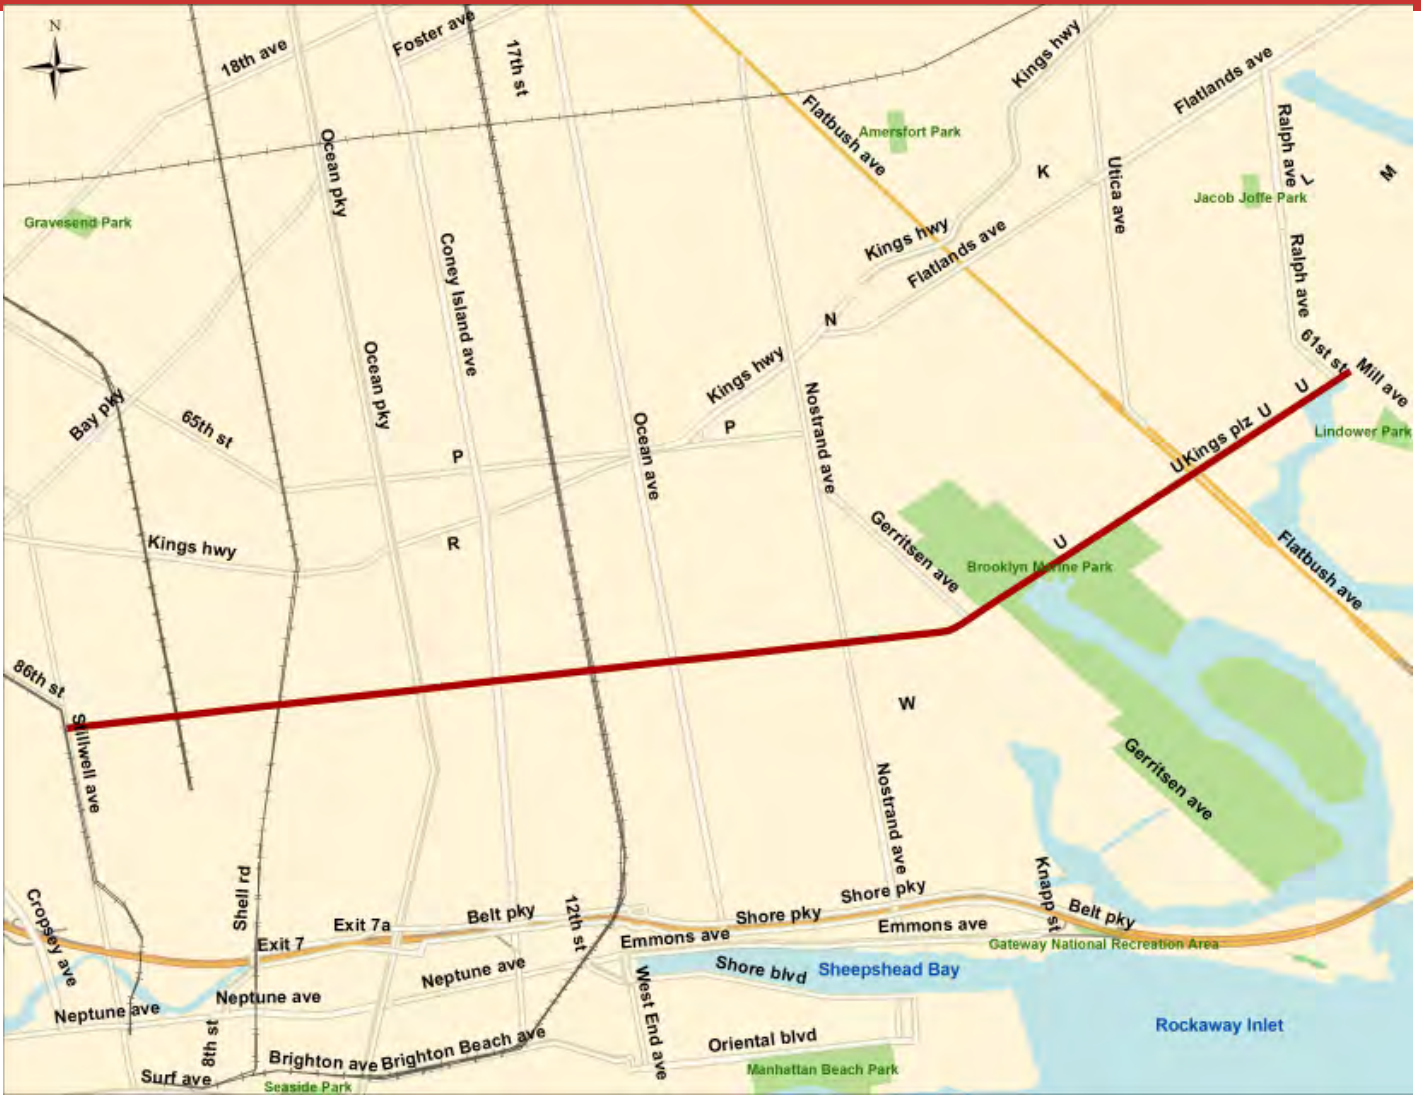 N
18th ave
Foster ave
17th st
Kings hwy
Flatlands ave
Ocean pky
Flatbush ave
Amersfort Park
K
Utica ave
Ralph ave
L
M
Jacob Joffe Park
Gravesend Park
Coney Island ave
Kings hwy
Flatlands ave
Ralph ave
N
61st st
Mill ave
Ocean pky
Kings hwy
Nostrand ave
Bay pky
65th st
P
P
Ocean ave
U
U
Kings plz
U
Lindower Park
Gerritsen ave
Kings hwy
R
U
Brooklyn Marine Park
Flatbush ave
86th st
Stillwell ave
W
Gerritsen ave
Nostrand ave
Cropsey ave
Shell rd
Exit 7
Exit 7a
Belt pky
12th st
Emmons ave
Shore pky
Shore pky
Emmons ave
Knapp st
Belt pky
Gateway National Recreation Area
Neptune ave
Neptune ave
Neptune ave
Shore blvd
Sheepshead Bay
West End ave
Rockaway Inlet
8th st
Brighton ave
Brighton Beach ave
Oriental blvd
Surf ave
Seaside Park
Manhattan Beach Park